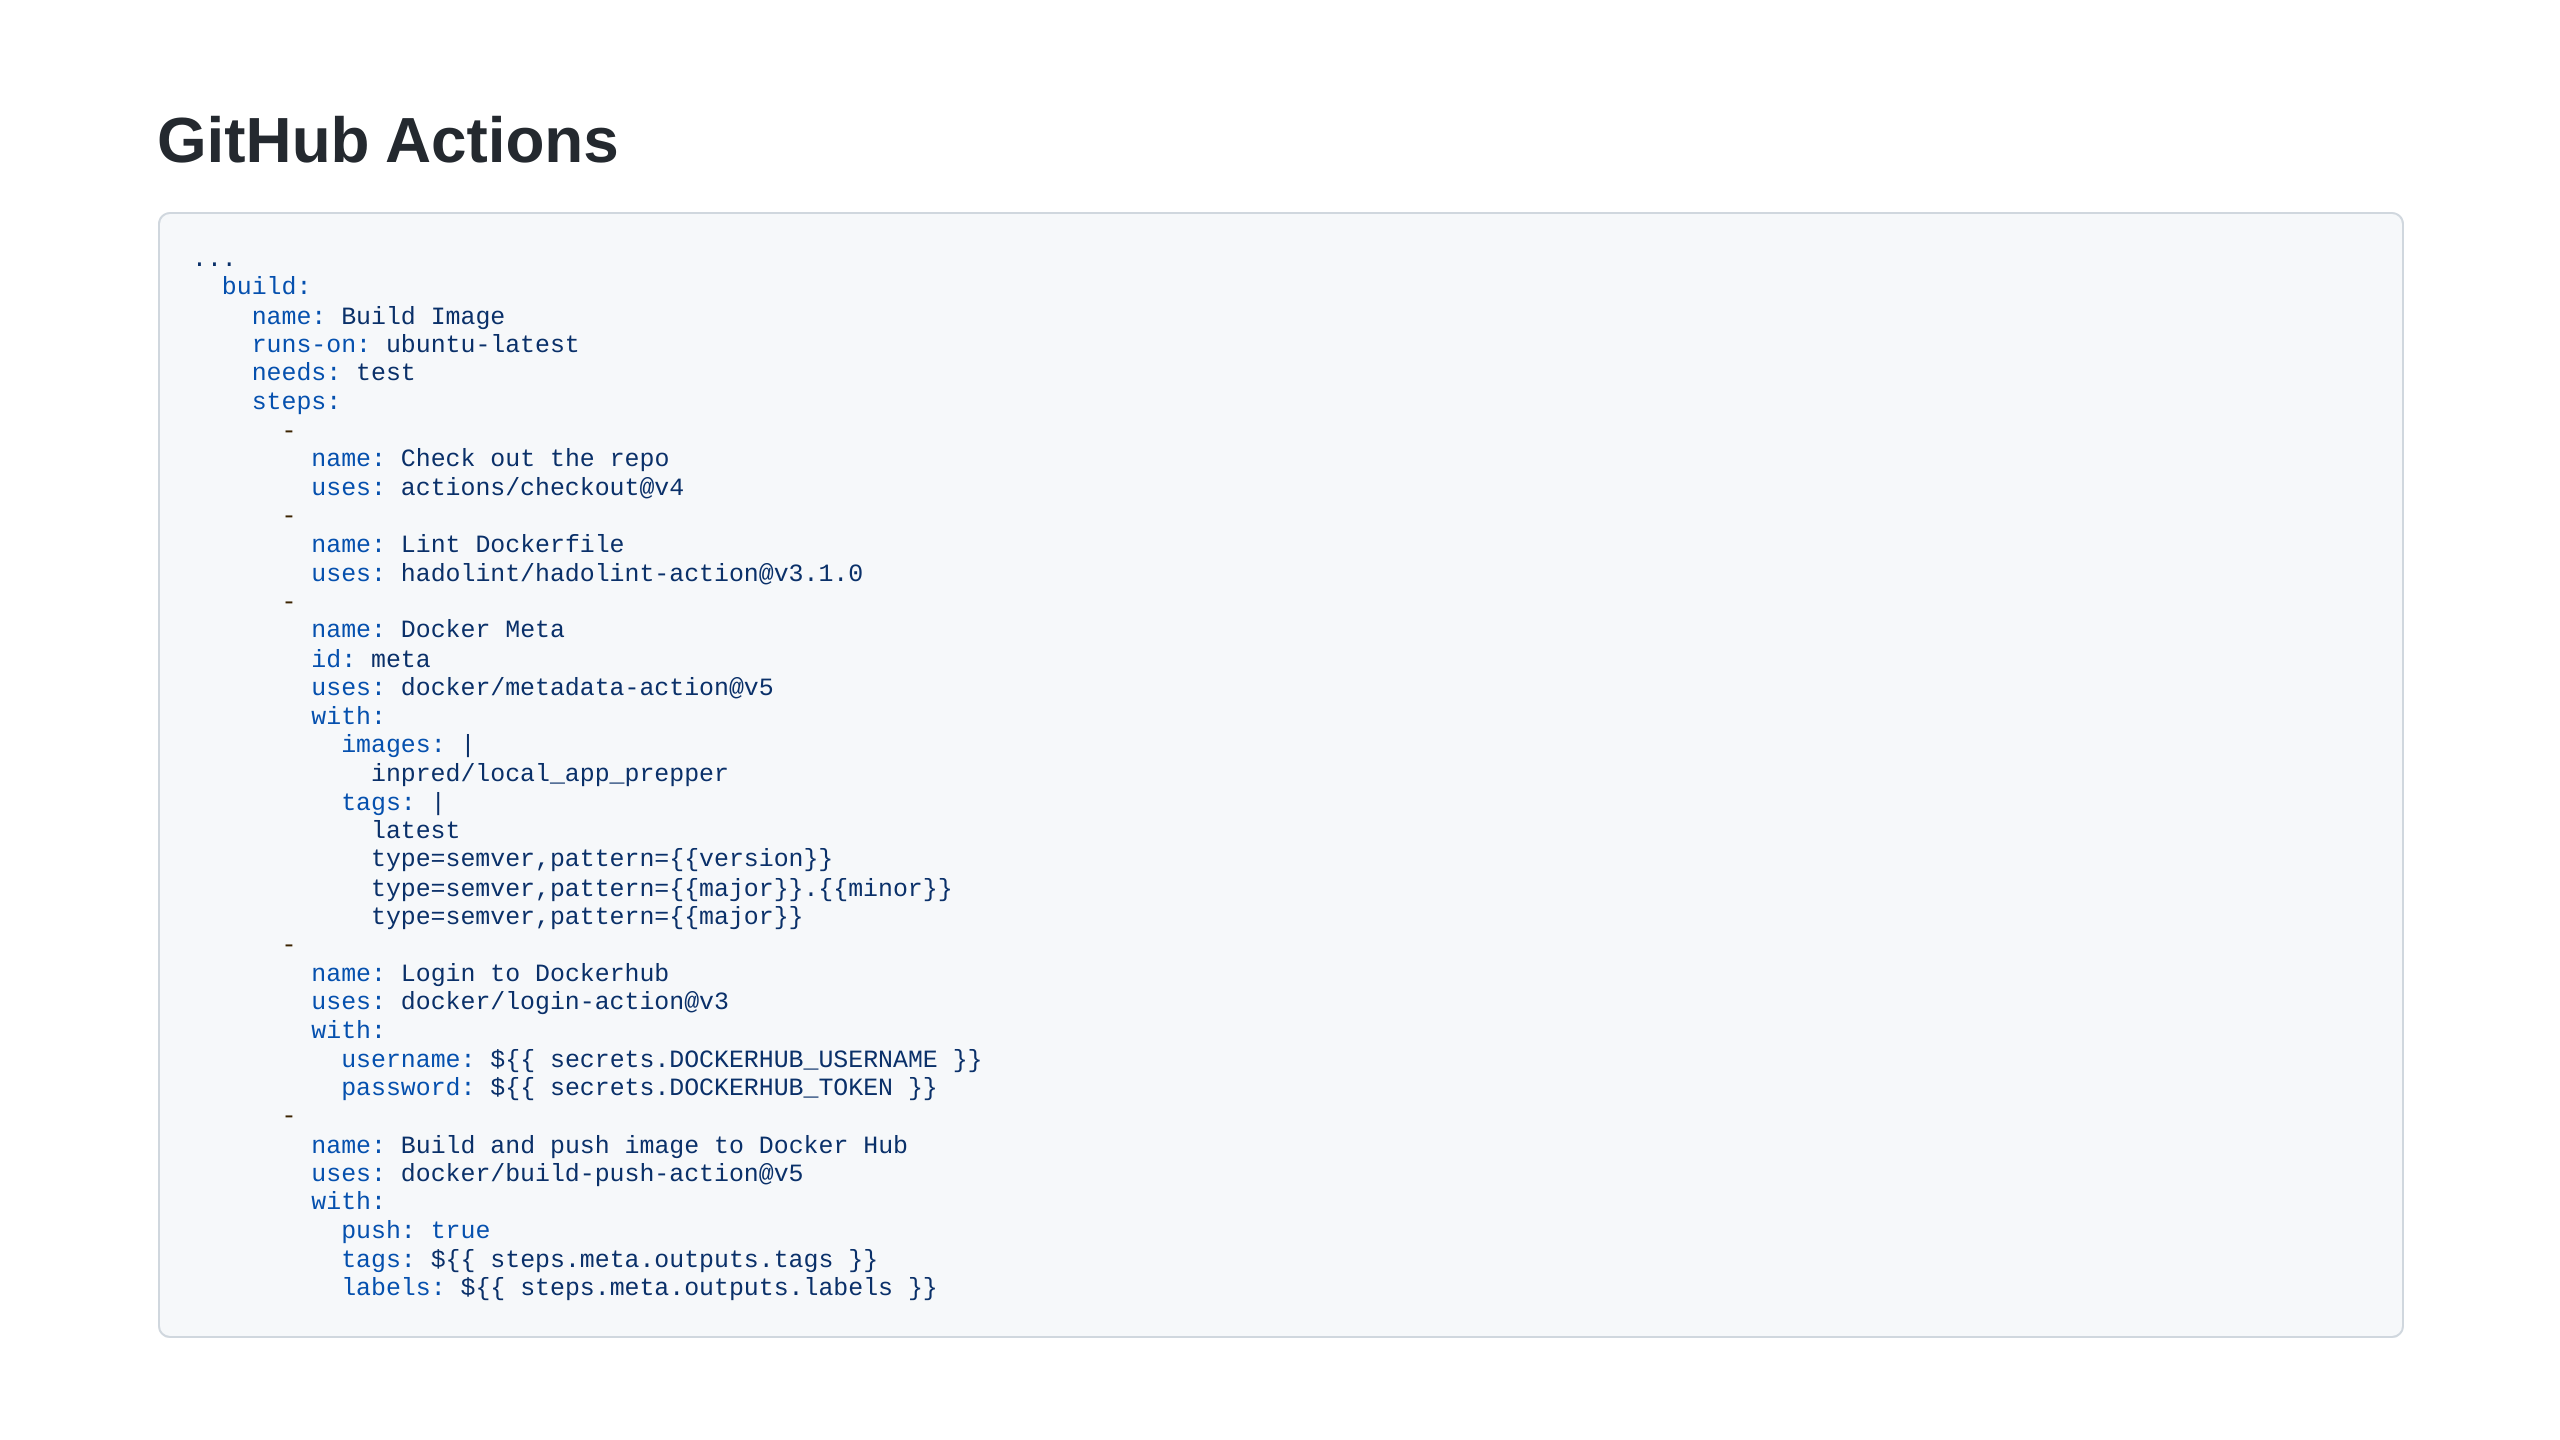 GitHub Actions
...
  build:
    name: Build Image
    runs-on: ubuntu-latest
    needs: test
    steps:
      -
        name: Check out the repo
        uses: actions/checkout@v4
      -
        name: Lint Dockerfile
        uses: hadolint/hadolint-action@v3.1.0
      -
        name: Docker Meta
        id: meta
        uses: docker/metadata-action@v5
        with:
          images: |
            inpred/local_app_prepper
          tags: |
            latest
            type=semver,pattern={{version}}
            type=semver,pattern={{major}}.{{minor}}
            type=semver,pattern={{major}}
      -
        name: Login to Dockerhub
        uses: docker/login-action@v3
        with:
          username: ${{ secrets.DOCKERHUB_USERNAME }}
          password: ${{ secrets.DOCKERHUB_TOKEN }}
      -
        name: Build and push image to Docker Hub
        uses: docker/build-push-action@v5
        with:
          push: true
          tags: ${{ steps.meta.outputs.tags }}
          labels: ${{ steps.meta.outputs.labels }}